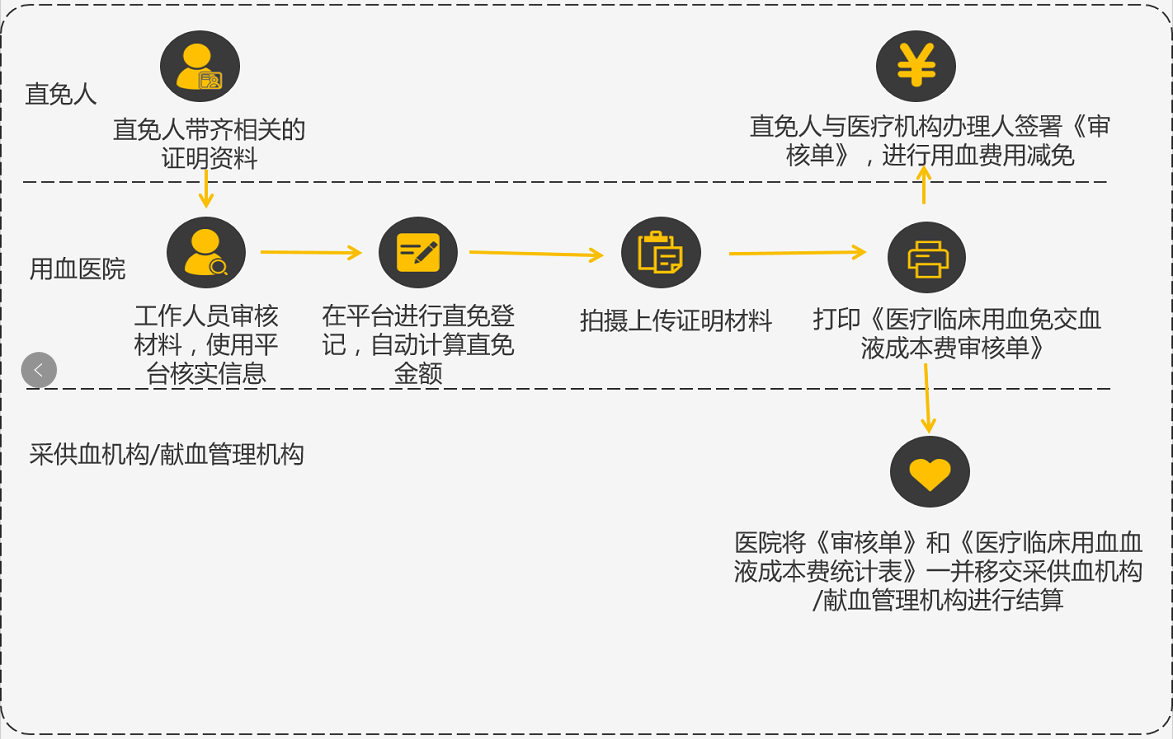 直免人
直免人带齐相关的
证明资料
直免人与医疗机构办理人签署《审
核单》，进行用血费用减免
用血医院
工作人员审核
材料，使用平
台核实信息
在平台进行直免登
记，自动计算直免
金额
拍摄上传证明材料
打印《医疗临床用血免交血
液成本费审核单》
采供血机构/献血管理机构
医院将《审核单》和《医疗临床用血血
液成本费统计表》一并移交采供血机构
/献血管理机构进行结算